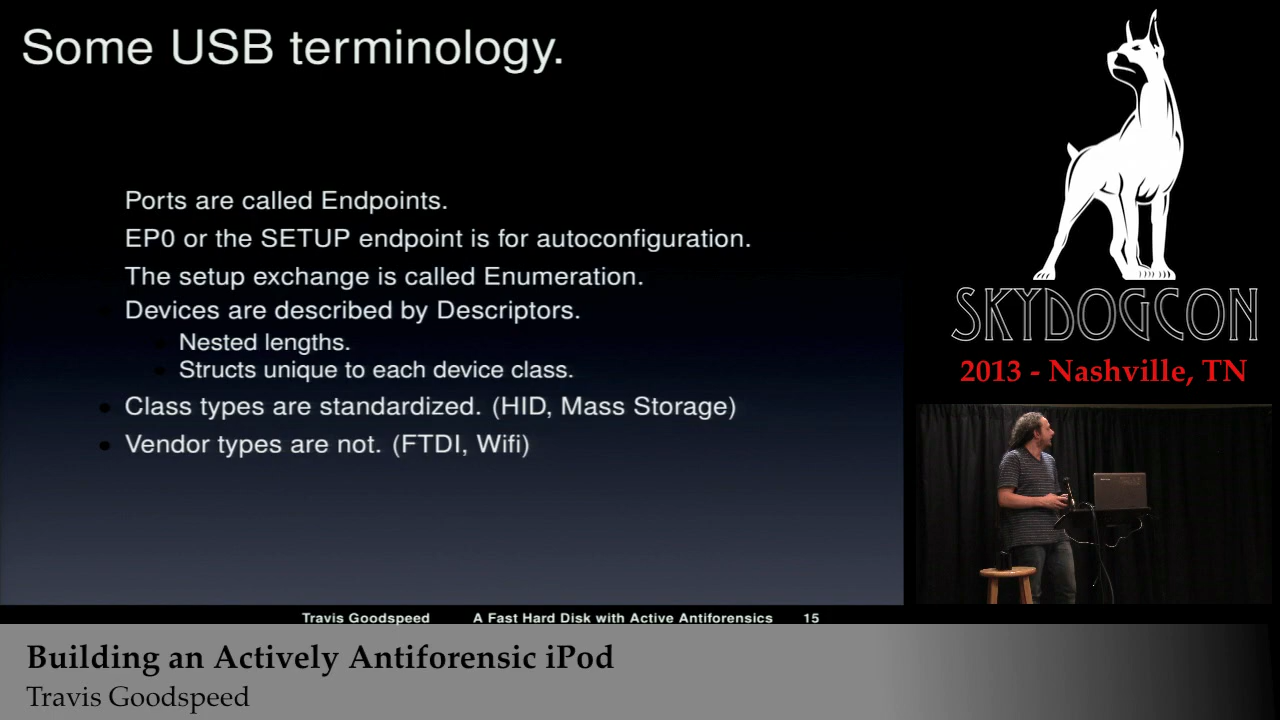 Some USB terminology.
Ports are called Endpoints.
EP0 or the SETUP endpoint is for autoconfiguration.
The setup exchange is called Enumeration.
Devices are described by Descriptors.
Nested lengths.
Structs unique to each device class.
Class types are standardized. (HID, Mass Storage)
Vendor types are not. (FTDI, Wifi)
Travis Goodspeed A Fast Hard Disk with Active Antiforensics 15
SKYDOGCON
2013 - Nashville, TN
Building an Actively Antiforensic iPod
Travis Goodspeed